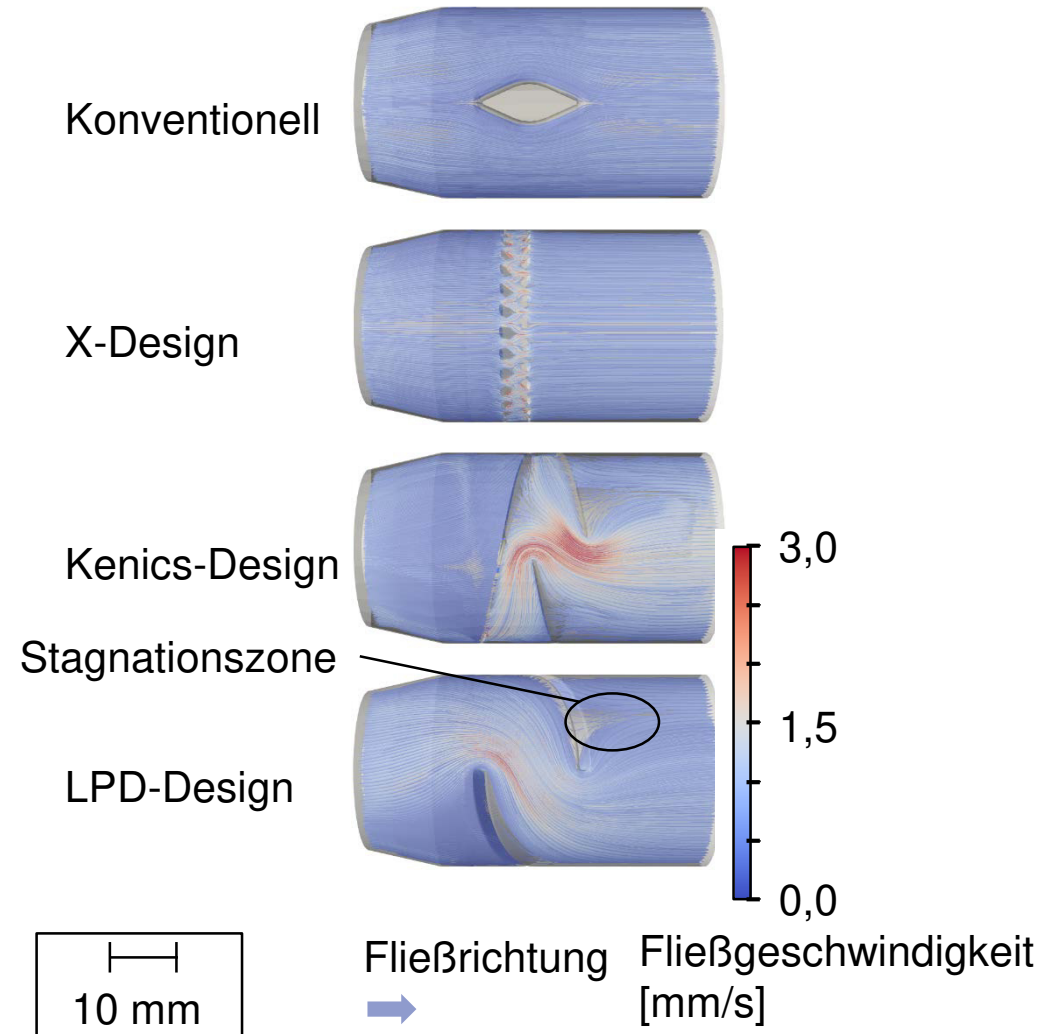 Konventionell
X-Design
Kenics-Design
Stagnationszone
LPD-Design
3,0
1,5
0,0
10 mm
Fließrichtung
Fließgeschwindigkeit
[mm/s]